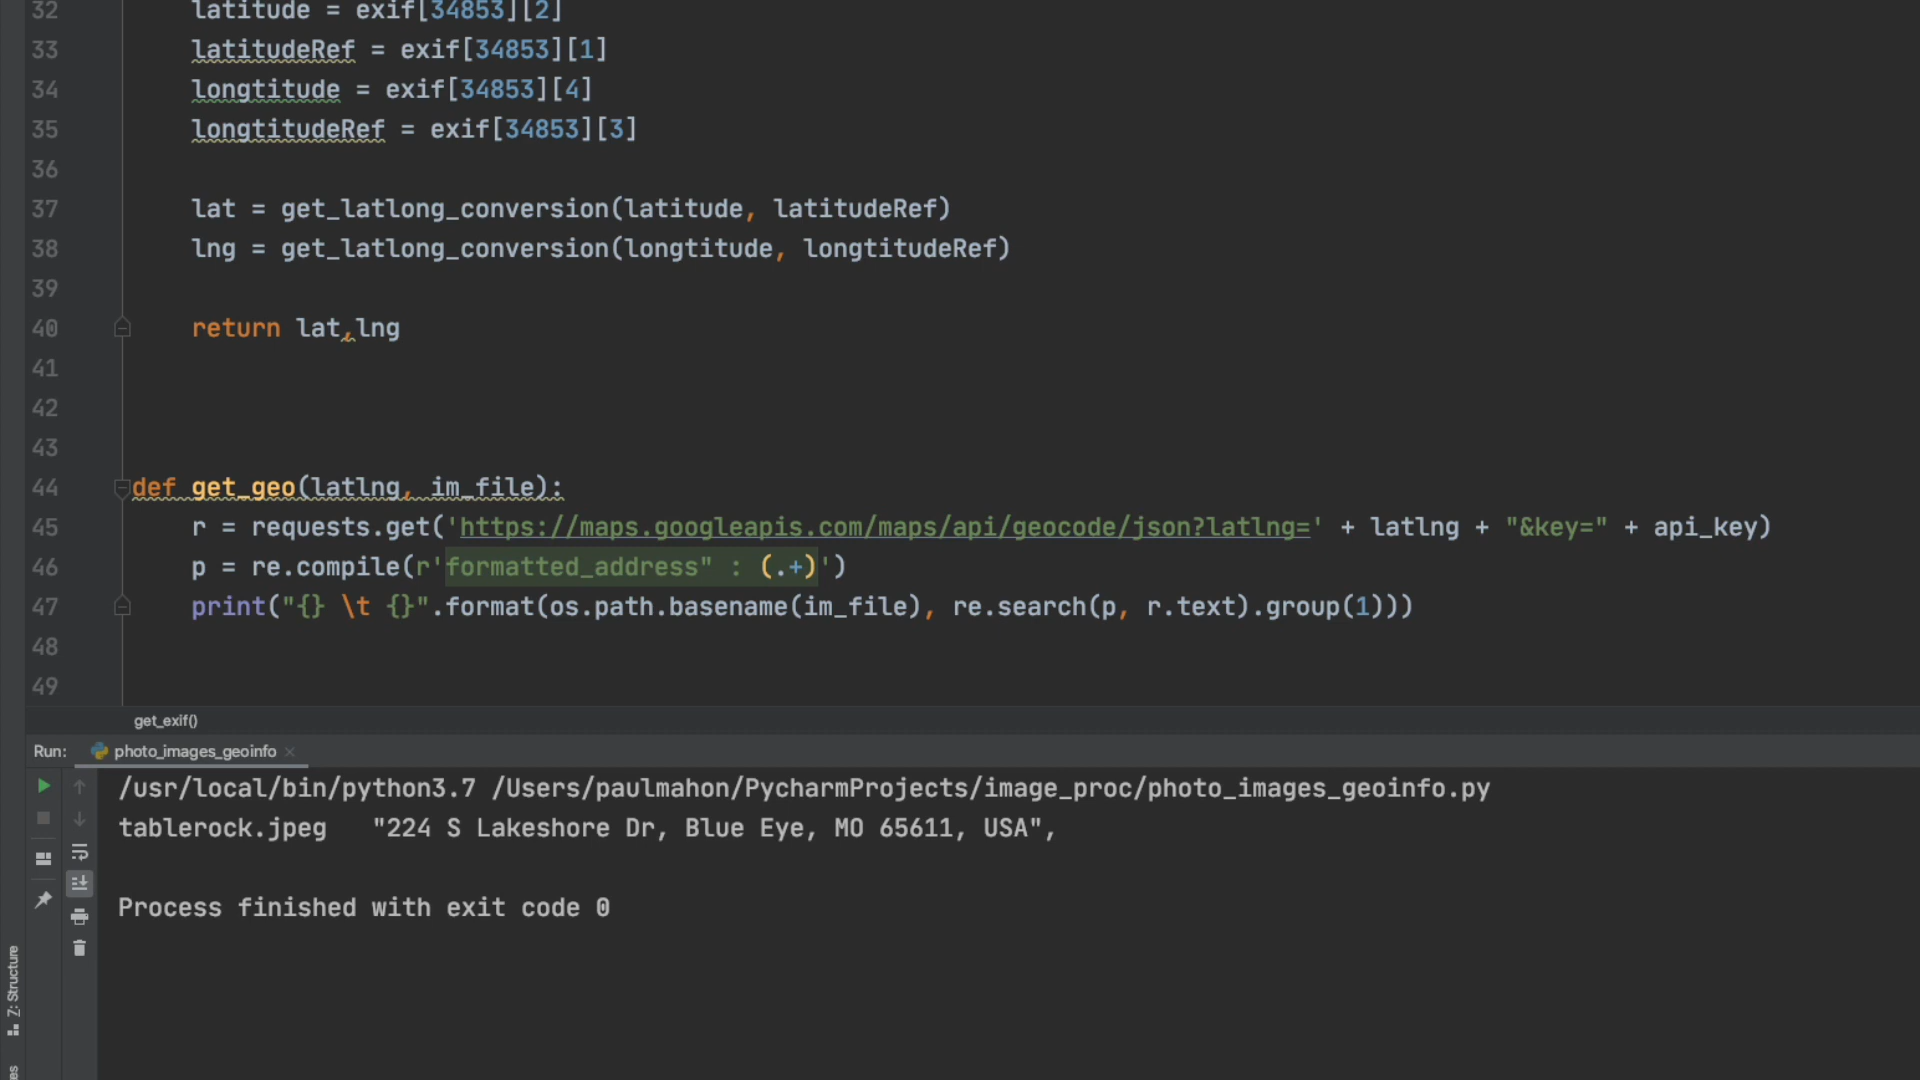 32 latitude = exif[34853][2]
33 latitudeRef = exif[34853][1]
34 longtitude = exif[34853][4]
35 longtitudeRef = exif[34853][3]
36
37 lat = get_latlong_conversion(latitude, latitudeRef)
38 lng = get_latlong_conversion(longtitude, longtitudeRef)
39
40 return lat,lng
41
42
43
44 def get_geo(latlng, im_file):
45 r = requests.get('https://maps.googleapis.com/maps/api/geocode/json?latlng=' + latlng + "&key=" + api_key)
46 p = re.compile(r'formatted_address" : (.+)')
47 print("{} \t {}".format(os.path.basename(im_file), re.search(p, r.text).group(1)))
48
49
get_exif()
Run: photo_images_geoinfo
/usr/local/bin/python3.7 /Users/paulmahon/PycharmProjects/image_proc/photo_images_geoinfo.py
tablerock.jpeg "224 S Lakeshore Dr, Blue Eye, MO 65611, USA",
Process finished with exit code 0
7: Structure